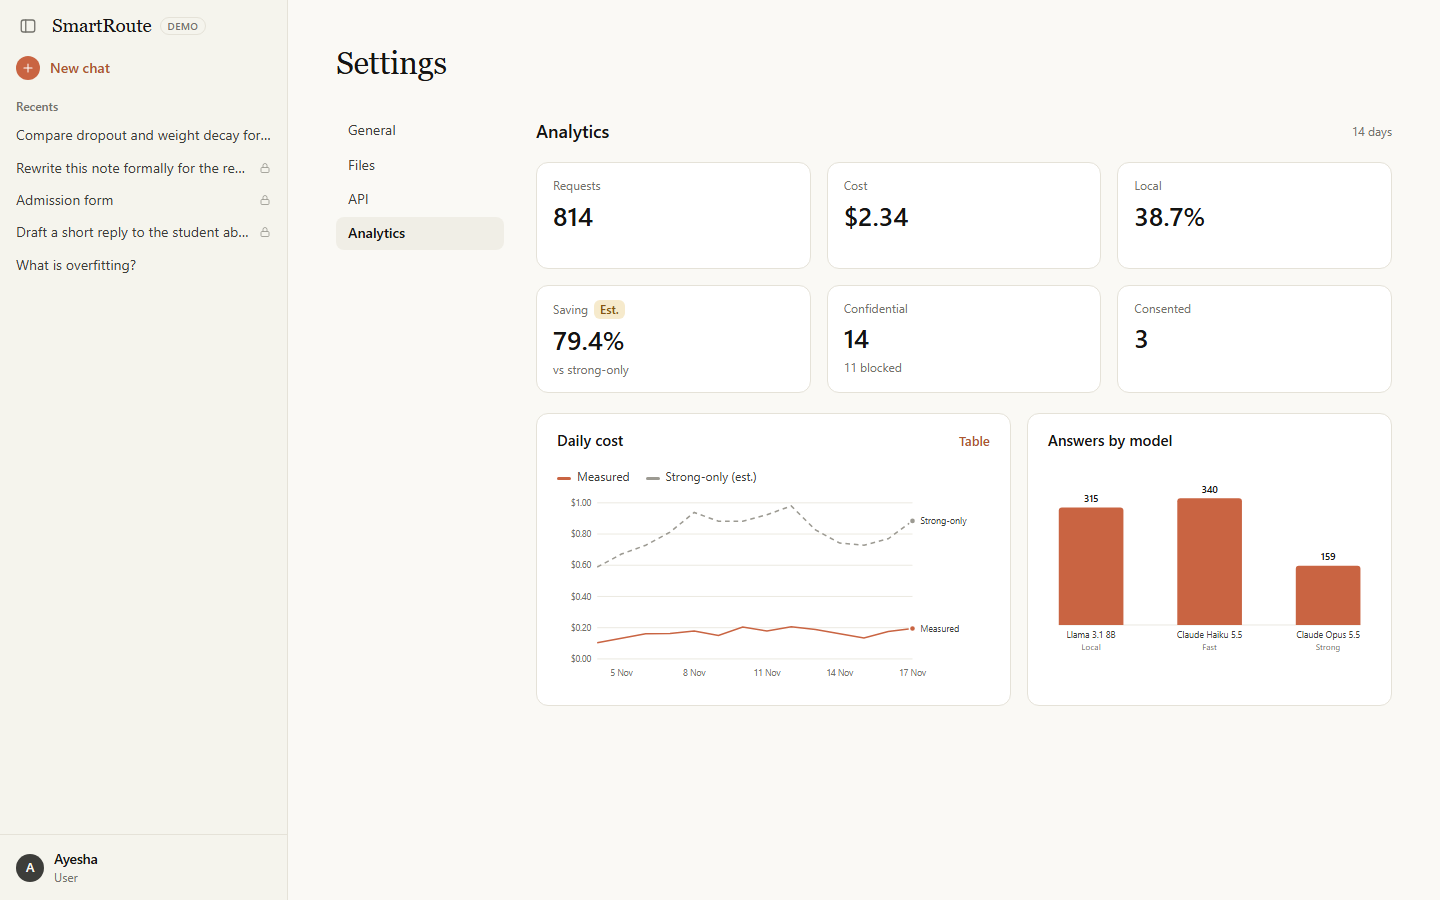 SmartRoute DEMO
New chat
Recents
Compare dropout and weight decay for...
Rewrite this note formally for the re...
Admission form
Draft a short reply to the student ab...
What is overfitting?
A
Ayesha
User
Settings
General
Files
API
Analytics
Analytics
14 days
Requests
814
Cost
$2.34
Local
38.7%
Saving Est.
79.4%
vs strong-only
Confidential
14
11 blocked
Consented
3
Daily cost
Table
Measured
Strong-only (est.)
$1.00
$0.80
$0.60
$0.40
$0.20
$0.00
Strong-only
Measured
5 Nov
8 Nov
11 Nov
14 Nov
17 Nov
Answers by model
315
340
159
Llama 3.1 8B
Local
Claude Haiku 5.5
Fast
Claude Opus 5.5
Strong